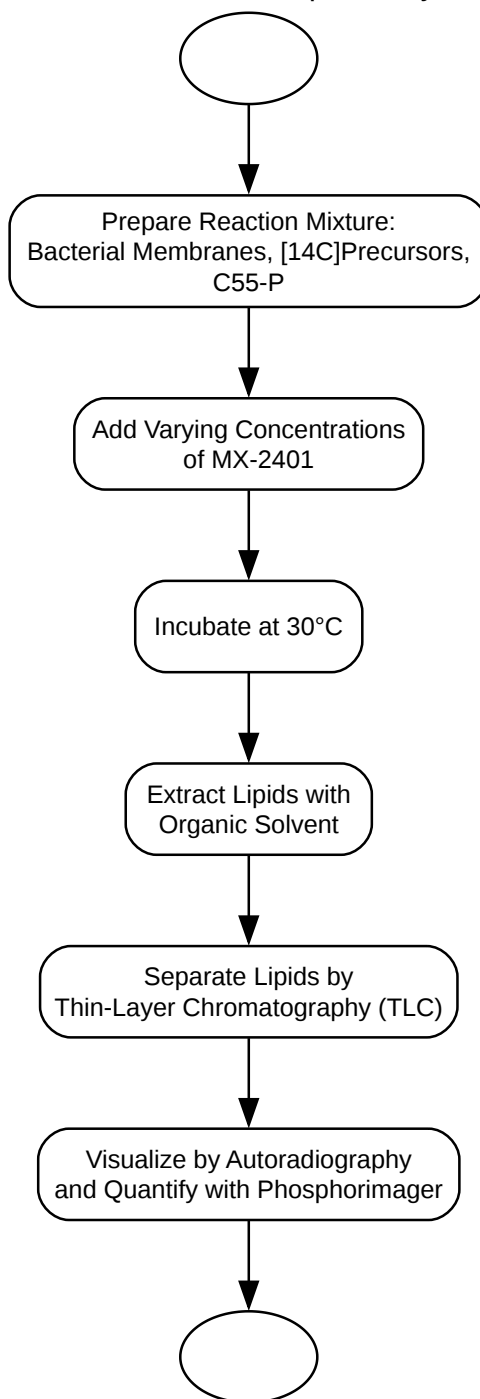 Prepare Reaction Mixture:
Bacterial Membranes, [14C]Precursors,
C55-P
Add Varying Concentrations
of MX-2401
Incubate at 30°C
Extract Lipids with
Organic Solvent
Separate Lipids by
Thin-Layer Chromatography (TLC)
Visualize by Autoradiography
and Quantify with Phosphorimager